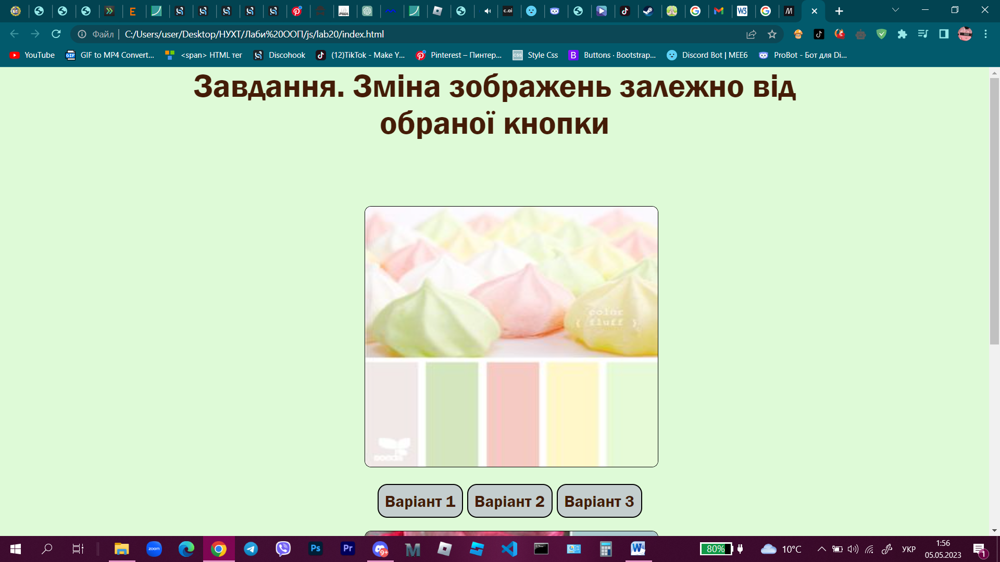 Файл
C:/Users/user/Desktop/НУХТ/Лаби%20ООП/js/lab20/index.html
YouTube
GIF to MP4 Convert...
<span> HTML тег
Discohook
(12)TikTok - Make Y...
Pinterest – Пинтер...
Style Css
Buttons · Bootstrap...
Discord Bot | MEE6
ProBot - Бот для Di...
Завдання. Зміна зображень залежно від
обраної кнопки
color
{ fluff }
Варіант 1
Варіант 2
Варіант 3
80%
10°C
УКР
1:56
05.05.2023
1